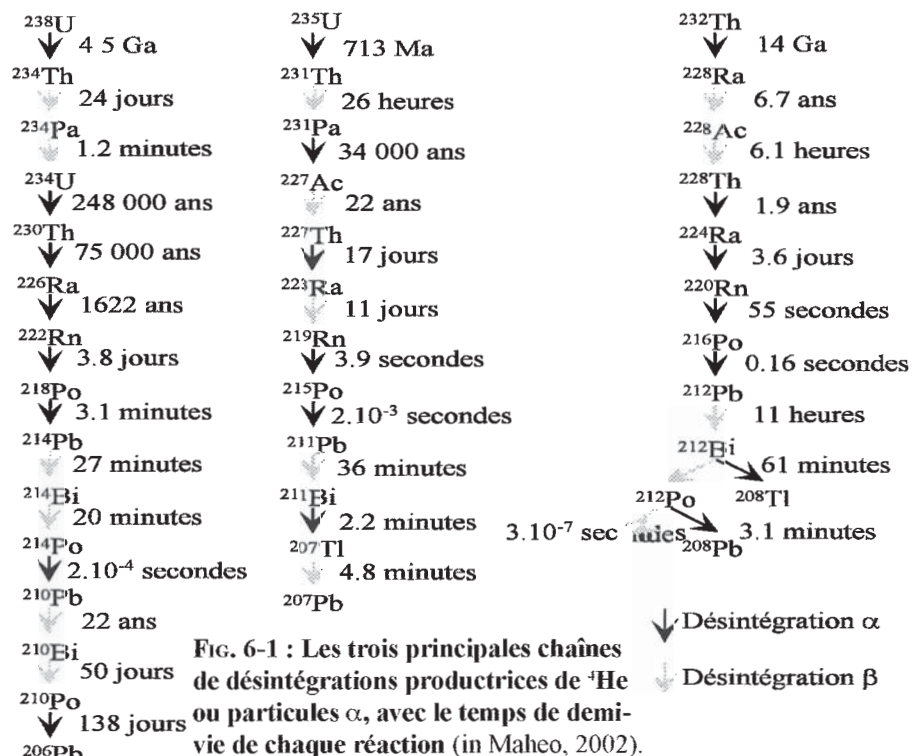 ²³⁸U
4 5 Ga
²³⁴Th
24 jours
²³⁴Pa
1.2 minutes
²³⁴U
248 000 ans
²³⁰Th
75 000 ans
²²⁶Ra
1622 ans
²²²Rn
3.8 jours
²¹⁸Po
3.1 minutes
²¹⁴Pb
27 minutes
²¹⁴Bi
20 minutes
²¹⁴Po
2.10⁻⁴ secondes
²¹⁰Pb
22 ans
²¹⁰Bi
50 jours
²¹⁰Po
138 jours
²⁰⁶Pb
²³⁵U
713 Ma
²³¹Th
26 heures
²³¹Pa
34 000 ans
²²⁷Ac
22 ans
²²⁷Th
17 jours
²²³Ra
11 jours
²¹⁹Rn
3.9 secondes
²¹⁵Po
2.10⁻³ secondes
²¹¹Pb
36 minutes
²¹¹Bi
2.2 minutes
²⁰⁷Tl
4.8 minutes
²⁰⁷Pb
²³²Th
14 Ga
²²⁸Ra
6.7 ans
²²⁸Ac
6.1 heures
²²⁸Th
1.9 ans
²²⁴Ra
3.6 jours
²²⁰Rn
55 secondes
²¹⁶Po
0.16 secondes
²¹²Pb
11 heures
²¹²Bi
61 minutes
²¹²Po ²⁰⁸Tl
3.10⁻⁷ sec
3.1 minutes
²⁰⁸Pb
Désintégration α
Désintégration β
FIG. 6-1 : Les trois principales chaînes
de désintégrations productrices de ⁴He
ou particules α, avec le temps de demi-
vie de chaque réaction (in Maheo, 2002).